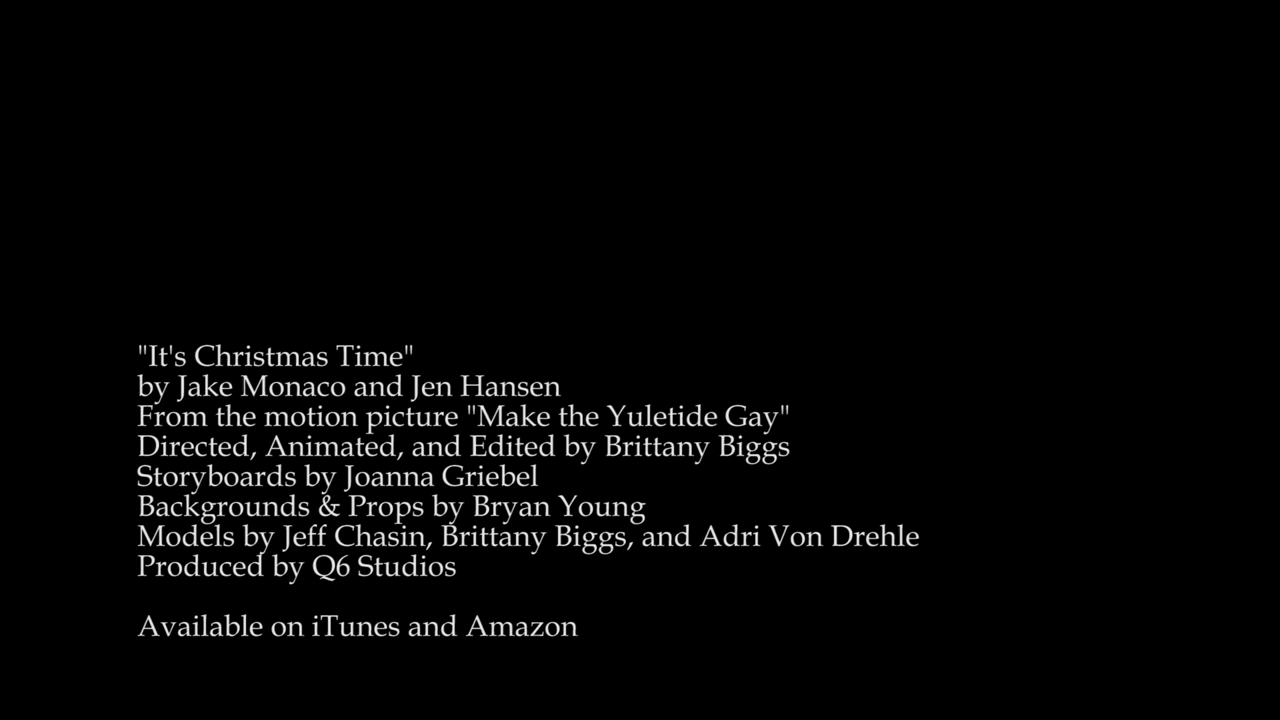 "It's Christmas Time"
by Jake Monaco and Jen Hansen
From the motion picture "Make the Yuletide Gay"
Directed, Animated, and Edited by Brittany Biggs
Storyboards by Joanna Griebel
Backgrounds & Props by Bryan Young
Models by Jeff Chasin, Brittany Biggs, and Adri Von Drehle
Produced by Q6 Studios
Available on iTunes and Amazon